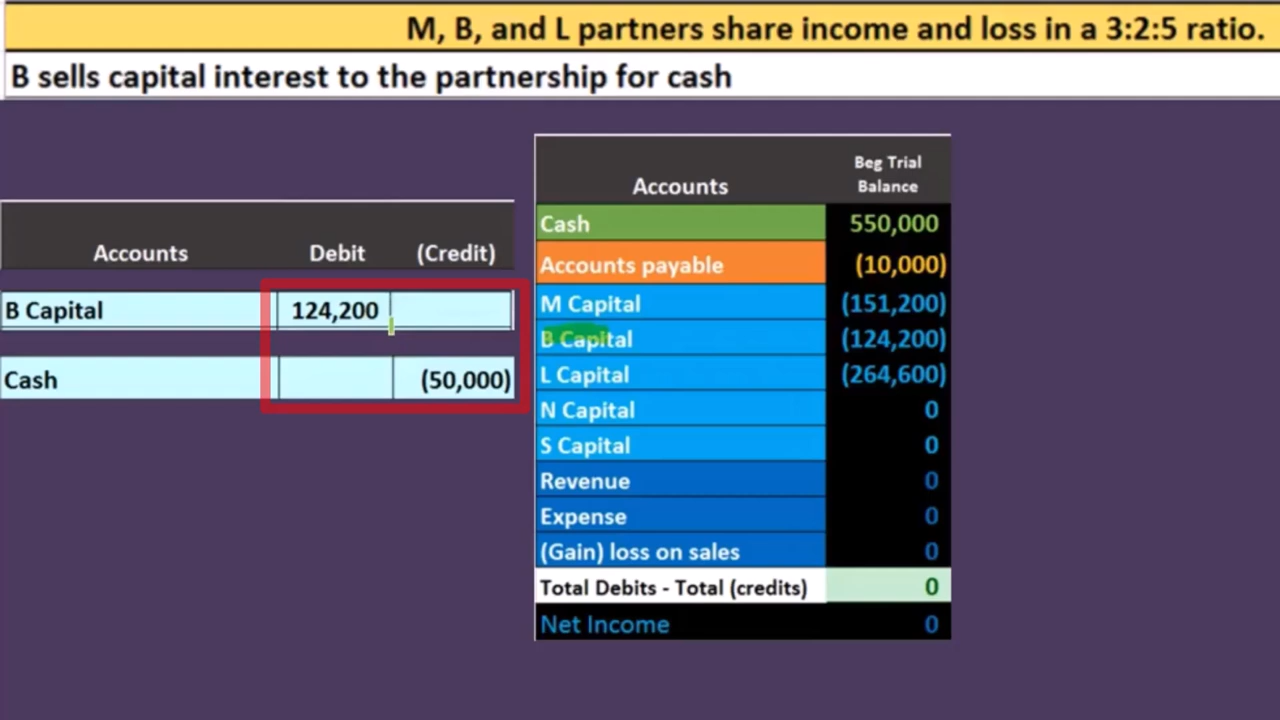 M, B, and L partners share income and loss in a 3:2:5 ratio.
B sells capital interest to the partnership for cash
Accounts Debit (Credit)
B Capital 124,200
Cash (50,000)
Accounts Beg Trial Balance
Cash 550,000
Accounts payable (10,000)
M Capital (151,200)
B Capital (124,200)
L Capital (264,600)
N Capital 0
S Capital 0
Revenue 0
Expense 0
(Gain) loss on sales 0
Total Debits - Total (credits) 0
Net Income 0